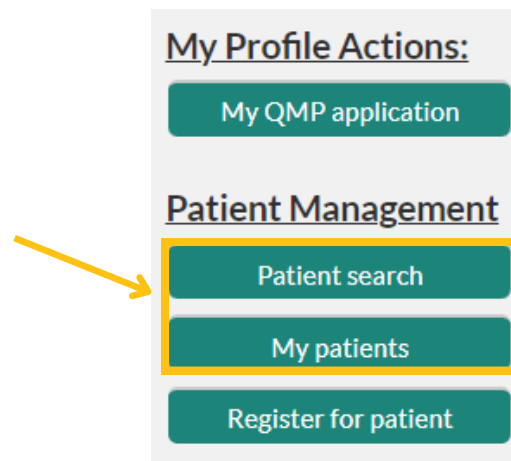 My Profile Actions:
My QMP application
Patient Management
Patient search
My patients
Register for patient